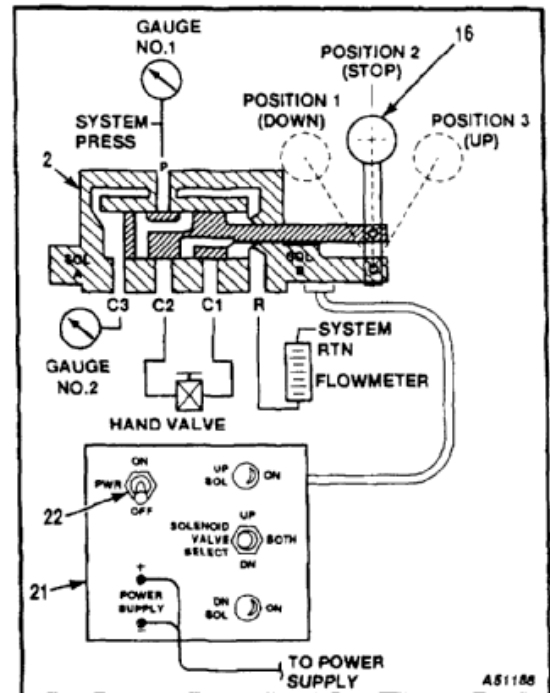 GAUGE
NO.1
16
POSITION 2
(STOP)
POSITION 1
(DOWN)
POSITION 3
(UP)
SYSTEM
PRESS
2
P
SOL
A
SOL
B
C3
C2
C1
R
GAUGE
NO.2
SYSTEM
RTN
FLOWMETER
HAND VALVE
ON
PWR
OFF
22
UP
SOL
ON
UP
SOLENOID
VALVE
SELECT
BOTH
DN
21
+
POWER
SUPPLY
–
DN
SOL
ON
TO POWER
SUPPLY
A51188